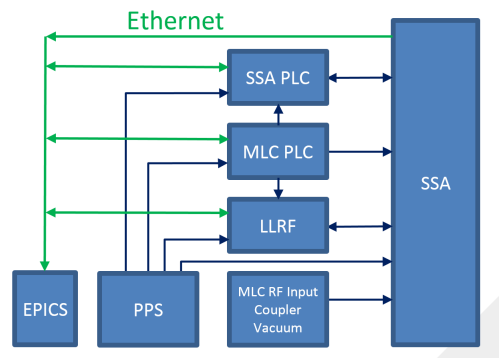 Ethernet
SSA PLC
MLC PLC
SSA
LLRF
EPICS
PPS
MLC RF Input
Coupler
Vacuum